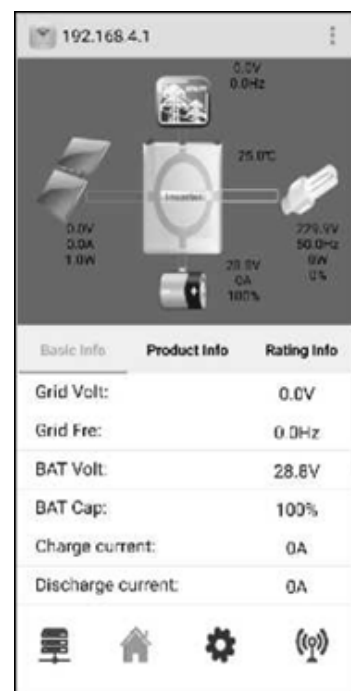 192.168.4.1
0.0V
0.0Hz
25.0℃
Inverter
0.0V
0.0A
1.0W
229.9V
50.0Hz
0W
0%
28.8V
0A
100%
Basic Info Product Info Rating Info
Grid Volt: 0.0V
Grid Fre: 0.0Hz
BAT Volt: 28.8V
BAT Cap: 100%
Charge current: 0A
Discharge current: 0A